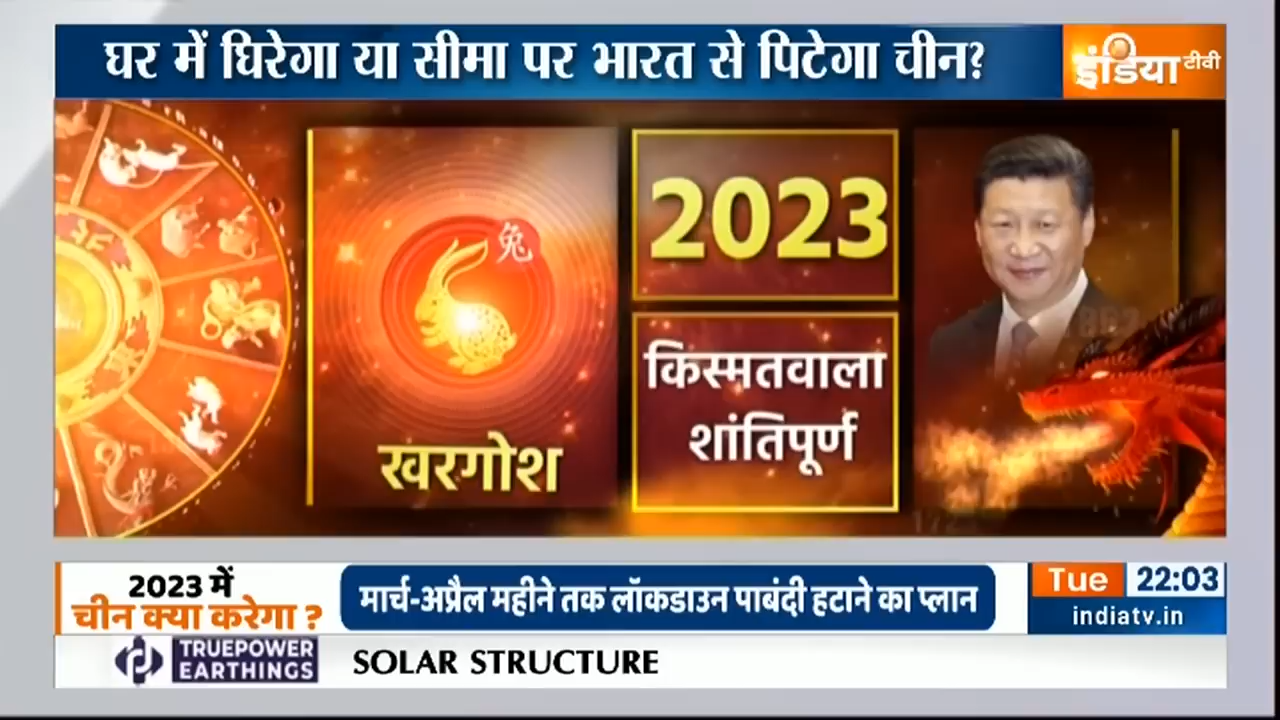 घर में घिरेगा या सीमा पर भारत से पिटेगा चीन?
इंडिया टीवी
兔
खरगोश
2023
किस्मतवाला
शांतिपूर्ण
2023 में
चीन क्या करेगा ?
मार्च-अप्रैल महीने तक लॉकडाउन पाबंदी हटाने का प्लान
Tue 22:03
indiatv.in
TRUEPOWER
EARTHINGS
SOLAR STRUCTURE